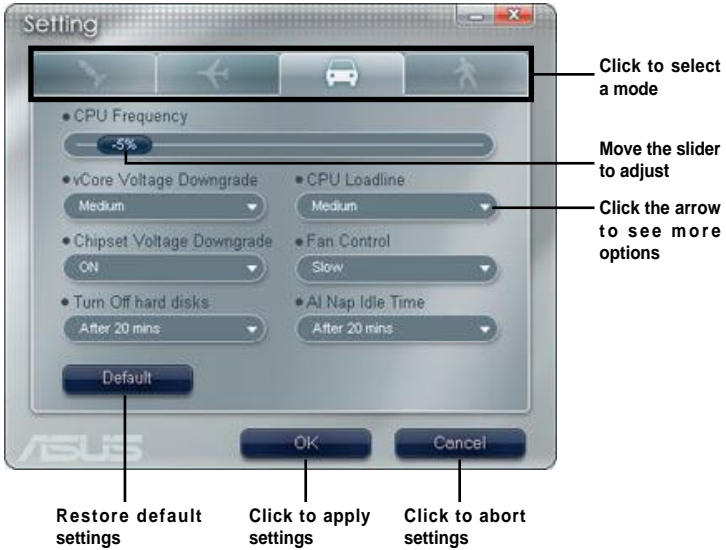 Setting
Click to select
a mode
CPU Frequency
-5%
Move the slider
to adjust
vCore Voltage Downgrade
CPU Loadline
Medium
Medium
Click the arrow
to see more
options
Chipset Voltage Downgrade
Fan Control
ON
Slow
Turn Off hard disks
AI Nap Idle Time
After 20 mins
After 20 mins
Default
ASUS
OK
Cancel
Restore default
settings
Click to apply
settings
Click to abort
settings